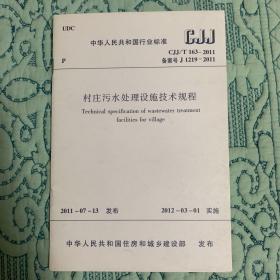 UDC
中华人民共和国行业标准
CJJ
CJJ/T 163-2011
P
备案号 J 1219-2011
村庄污水处理设施技术规程
Technical specification of wastewater treatment
facilities for village
2011-07-13 发布
2012-03-01 实施
中华人民共和国住房和城乡建设部 发布